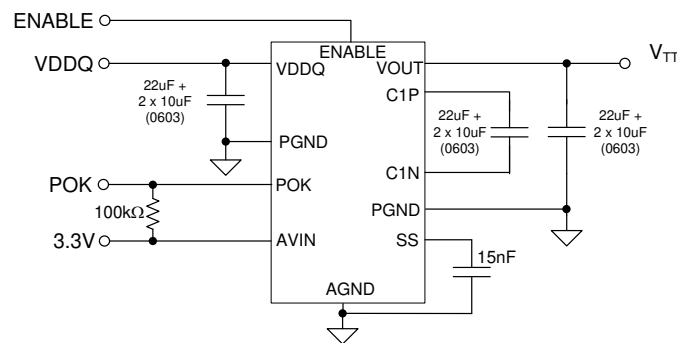 ENABLE
ENABLE
VDDQ
VDDQ
VOUT
V_TT
22uF +
2 x 10uF
(0603)
C1P
22uF +
2 x 10uF
(0603)
22uF +
2 x 10uF
(0603)
PGND
C1N
POK
POK
100kΩ
PGND
3.3V
AVIN
SS
15nF
AGND